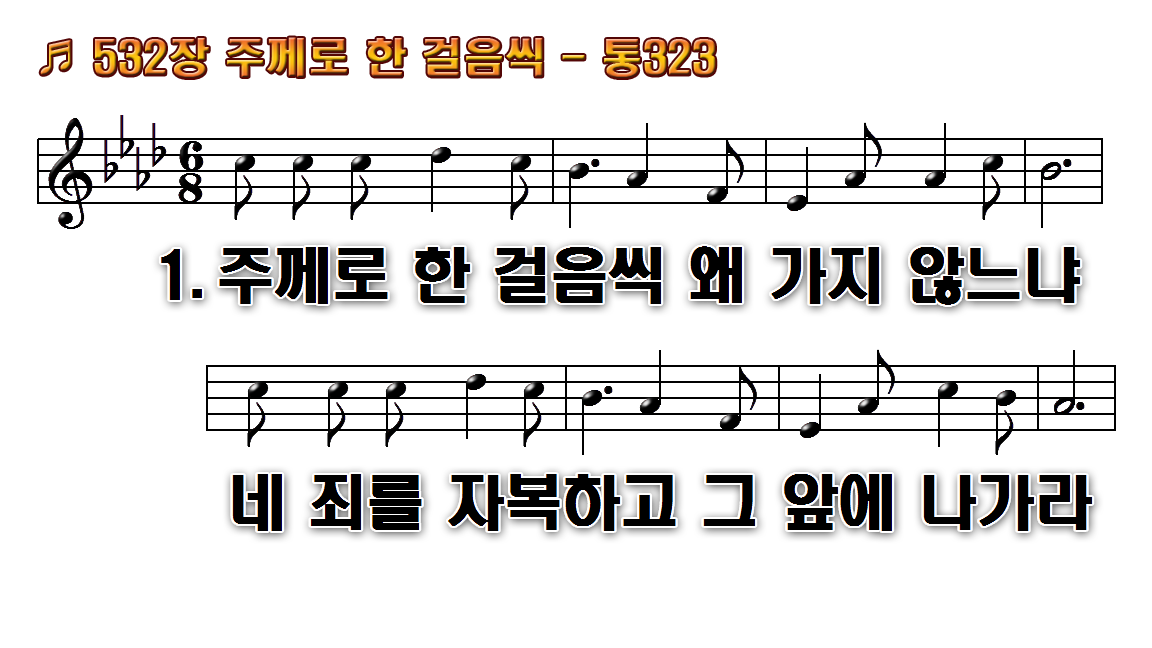 ♬ 532장 주께로 한 걸음씩 - 통323
6
8
1. 주께로 한 걸음씩 왜 가지 않느냐
네 죄를 자복하고 그 앞에 나가라